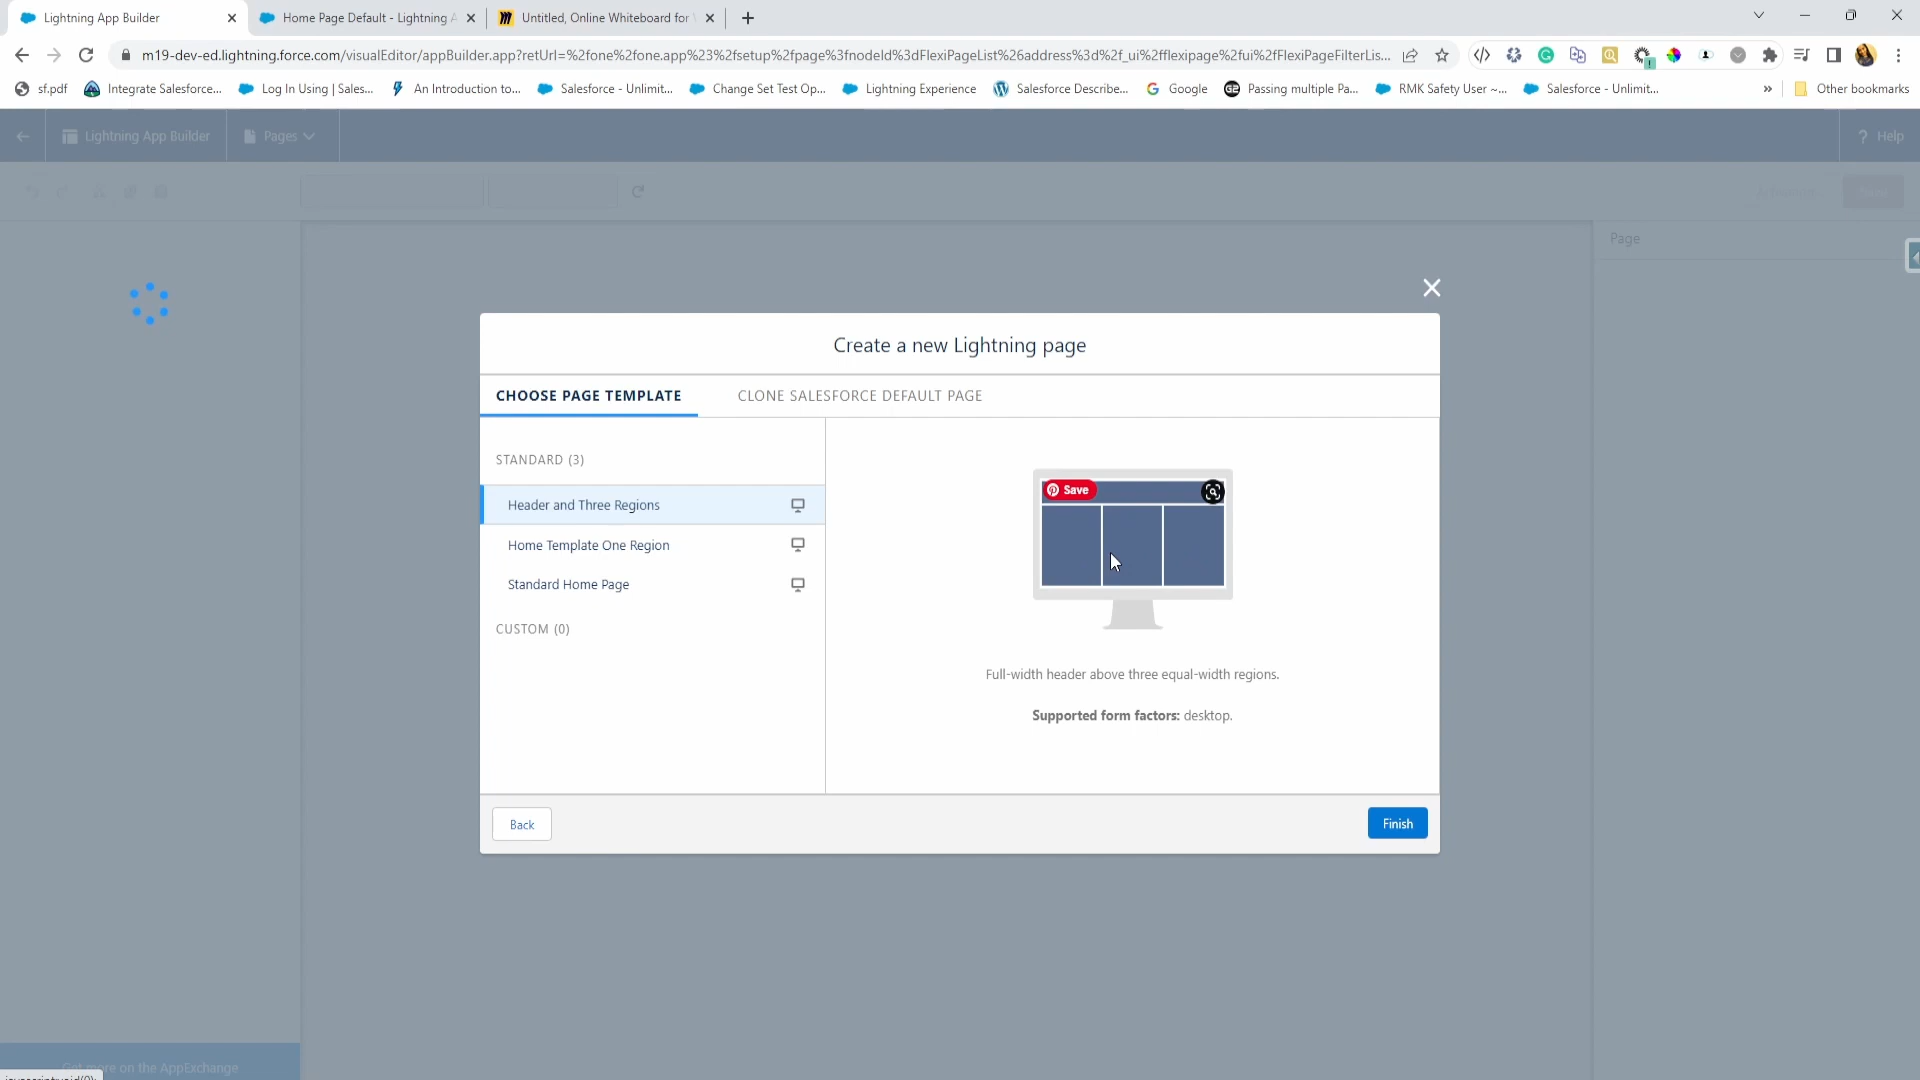 Lightning App Builder
Home Page Default - Lightning A
Untitled, Online Whiteboard for
m19-dev-ed.lightning.force.com/visualEditor/appBuilder.app?retUrl=%2fone%2fone.app%23%2fsetup%2fpage%3fnodeId%3dFlexiPageList%26address%3d%2f_ui%2fflexipage%2fui%2fFlexiPageFilterLis...
sf.pdf
Integrate Salesforce...
Log In Using | Sales...
An Introduction to...
Salesforce - Unlimit...
Change Set Test Op...
Lightning Experience
Salesforce Describe...
Google
Passing multiple Pa...
RMK Safety User ~...
Salesforce - Unlimit...
»
Other bookmarks
Lightning App Builder
Pages
? Help
Page
Create a new Lightning page
CHOOSE PAGE TEMPLATE
CLONE SALESFORCE DEFAULT PAGE
STANDARD (3)
Header and Three Regions
Home Template One Region
Standard Home Page
CUSTOM (0)
Save
Full-width header above three equal-width regions.
Supported form factors: desktop.
Back
Finish
Get more on the AppExchange